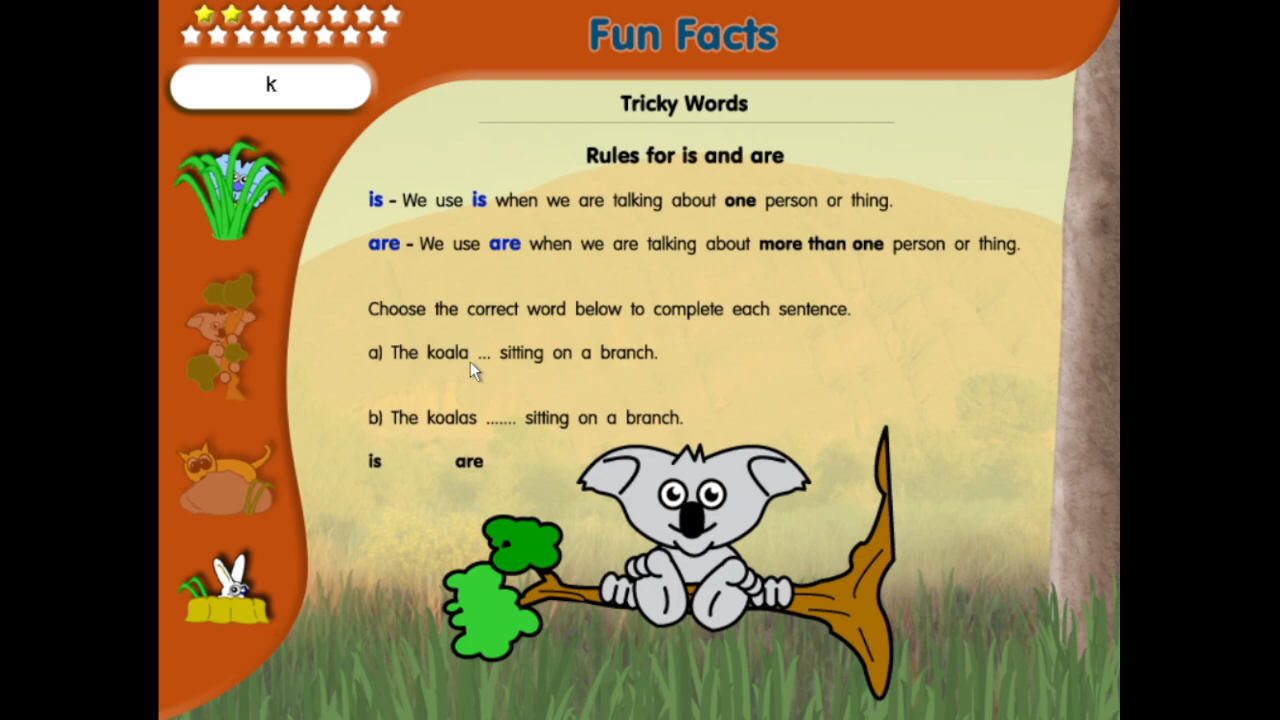 Fun Facts
k
Tricky Words
Rules for is and are
is - We use is when we are talking about one person or thing.
are - We use are when we are talking about more than one person or thing.
Choose the correct word below to complete each sentence.
a) The koala ... sitting on a branch.
b) The koalas ....... sitting on a branch.
is are